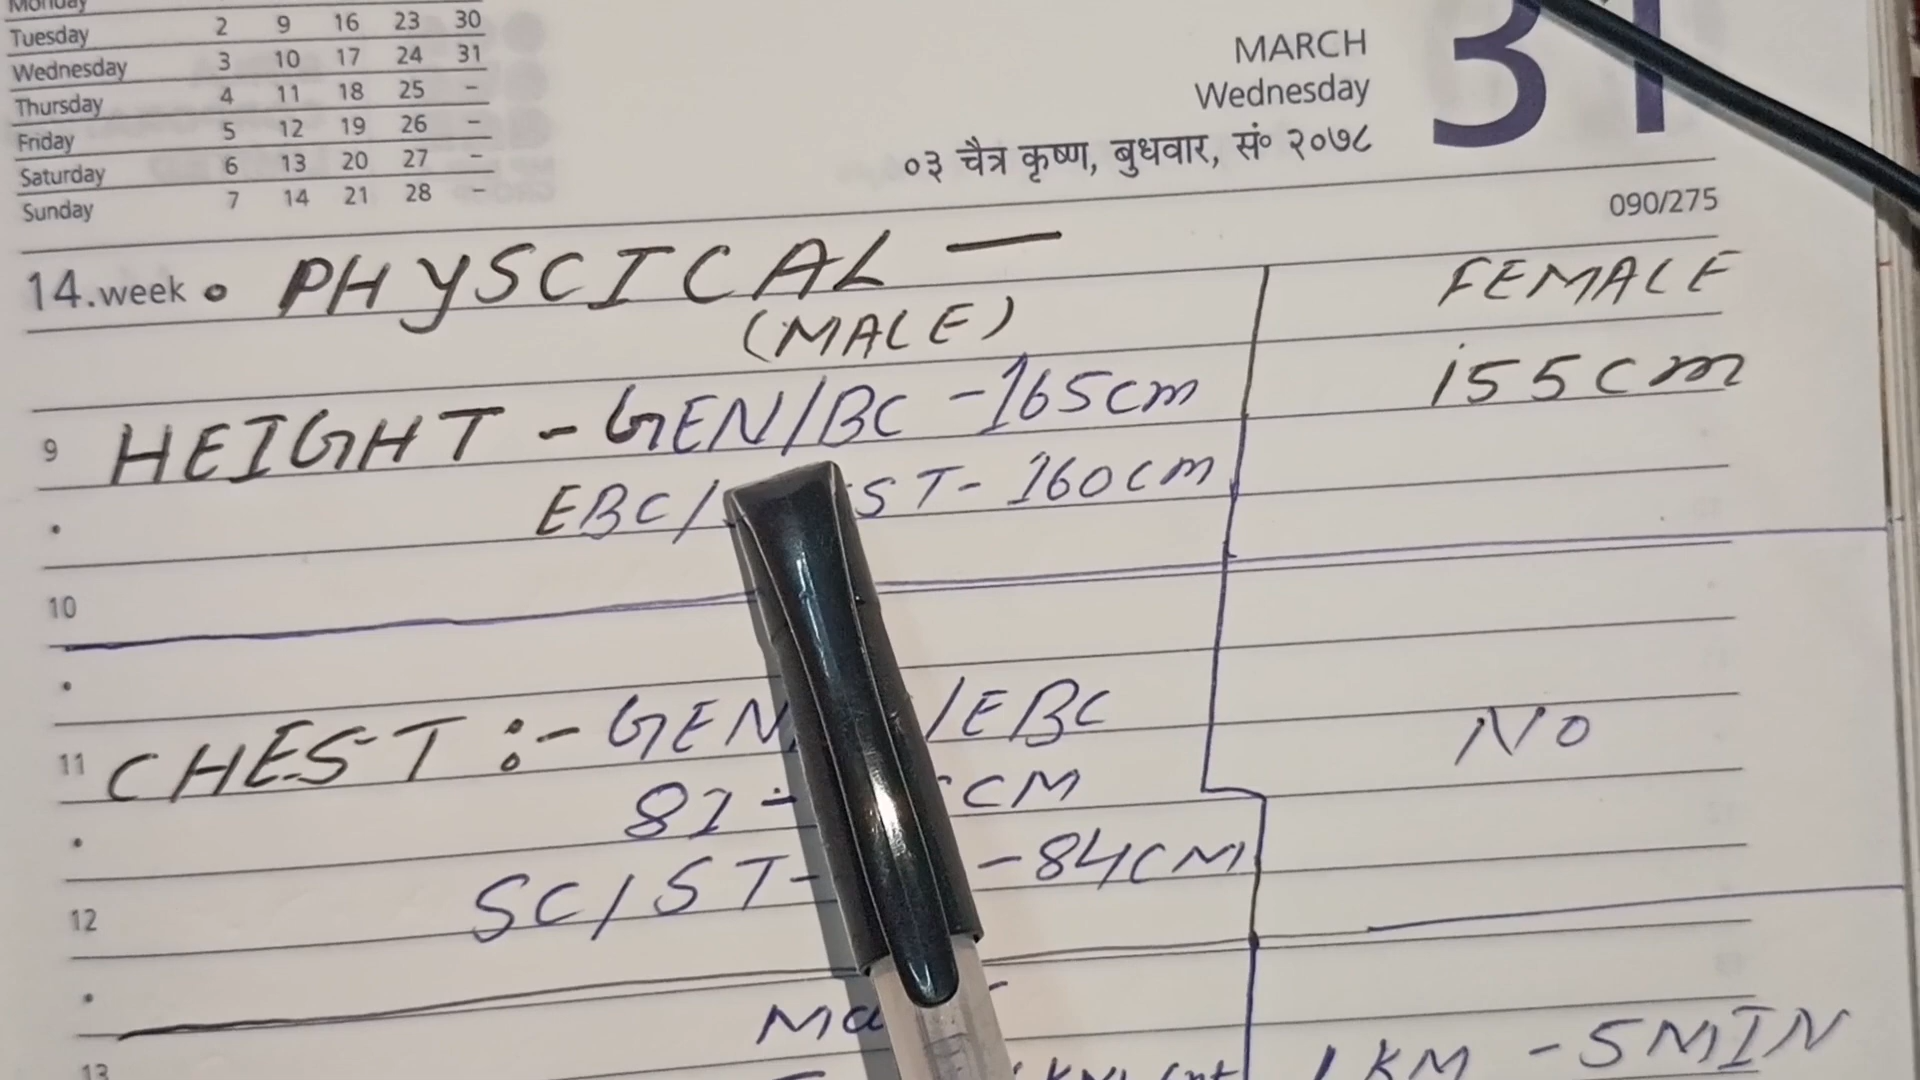 Monday
Tuesday 2 9 16 23 30
Wednesday 3 10 17 24 31
Thursday 4 11 18 25 -
Friday 5 12 19 26 -
Saturday 6 13 20 27 -
Sunday 7 14 21 28 -
MARCH 31
Wednesday
०३ चैत्र कृष्ण, बुधवार, सं० २०७८
090/275
14.week • PHYSCICAL —
(MALE) FEMALE
9 HEIGHT - GEN/BC - 165cm 155cm
EBC/ ST - 160cm
10
11 CHEST :- GEN /EBC NO
81 - CM
SC/ST - - 84CM
12
13
1 KM - 5MIN